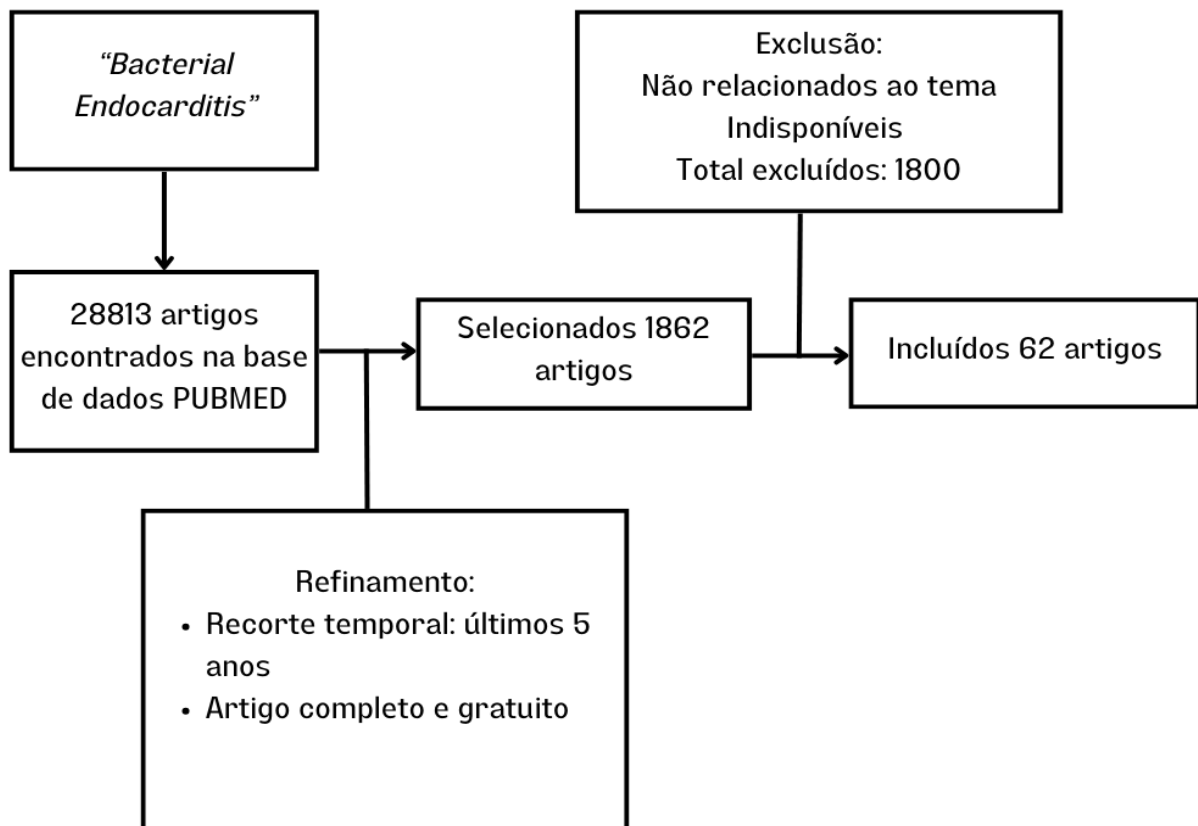 “Bacterial
Endocarditis”
Exclusão:
Não relacionados ao tema
Indisponíveis
Total excluídos: 1800
28813 artigos
encontrados na base
de dados PUBMED
Selecionados 1862
artigos
Incluídos 62 artigos
Refinamento:
• Recorte temporal: últimos 5
anos
• Artigo completo e gratuito